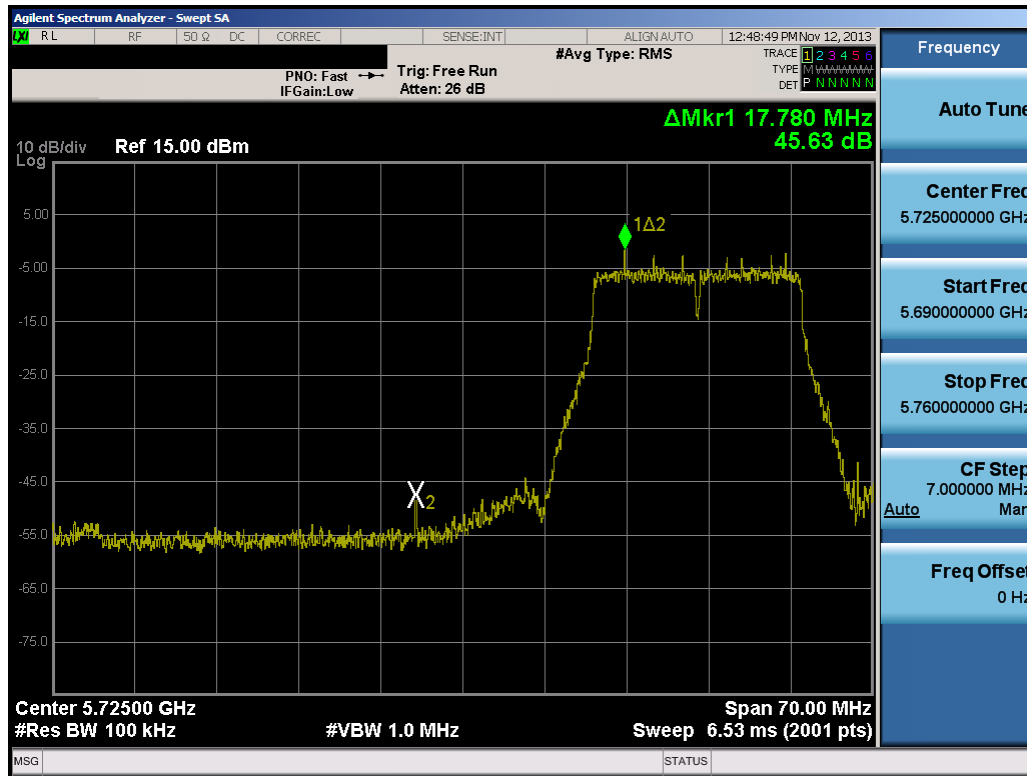 Agilent Spectrum Analyzer - Swept SA
LXI RL RF 50 Ω DC CORREC SENSE:INT ALIGN AUTO 12:48:49 PM Nov 12, 2013
#Avg Type: RMS TRACE 1 2 3 4 5 6
PNO: Fast Trig: Free Run TYPE M WWWWW
IFGain:Low Atten: 26 dB DET P N N N N N
ΔMkr1 17.780 MHz
45.63 dB
10 dB/div Ref 15.00 dBm
Log
5.00
1Δ2
-5.00
-15.0
-25.0
-35.0
-45.0
X2
-55.0
-65.0
-75.0
Center 5.72500 GHz Span 70.00 MHz
#Res BW 100 kHz #VBW 1.0 MHz Sweep 6.53 ms (2001 pts)
MSG STATUS
Frequency
Auto Tune
Center Freq
5.725000000 GHz
Start Freq
5.690000000 GHz
Stop Freq
5.760000000 GHz
CF Step
7.000000 MHz
Auto Man
Freq Offset
0 Hz